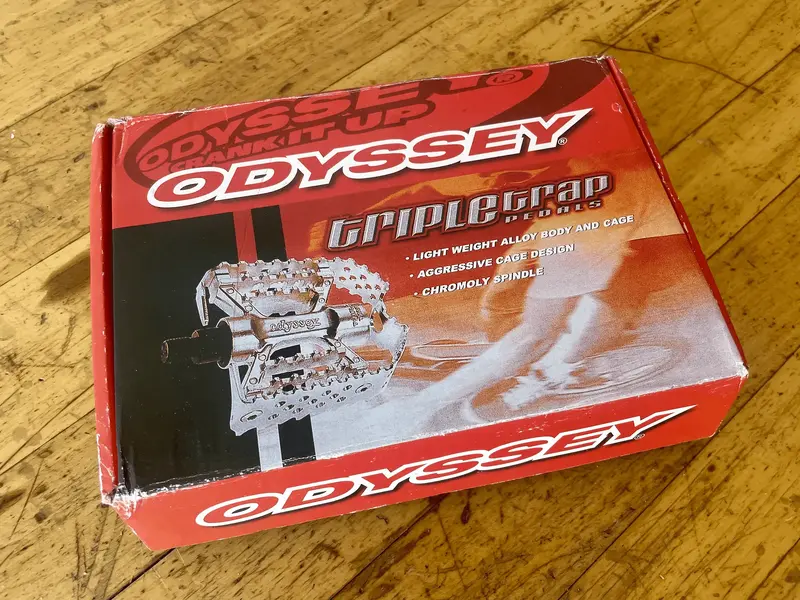 ODYSSEY®
CRANK IT UP
ODYSSEY®
TRIPLETRAP
PEDALS
• LIGHT WEIGHT ALLOY BODY AND CAGE
• AGGRESSIVE CAGE DESIGN
• CHROMOLY SPINDLE
odyssey
ODYSSEY®